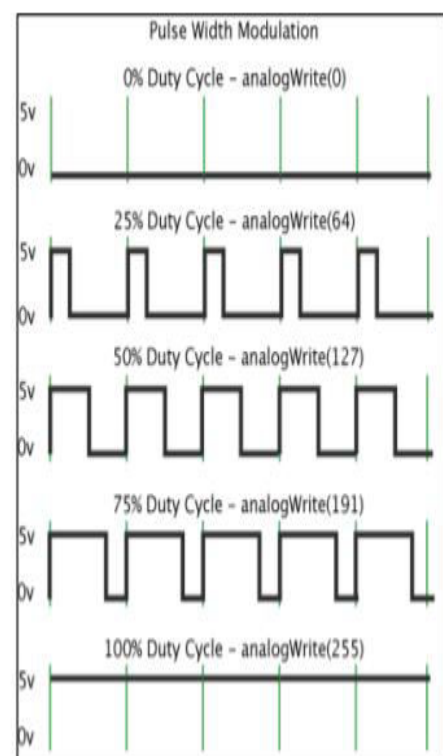 Pulse Width Modulation
0% Duty Cycle – analogWrite(0)
5v
0v
25% Duty Cycle – analogWrite(64)
5v
0v
50% Duty Cycle – analogWrite(127)
5v
0v
75% Duty Cycle – analogWrite(191)
5v
0v
100% Duty Cycle – analogWrite(255)
5v
0v